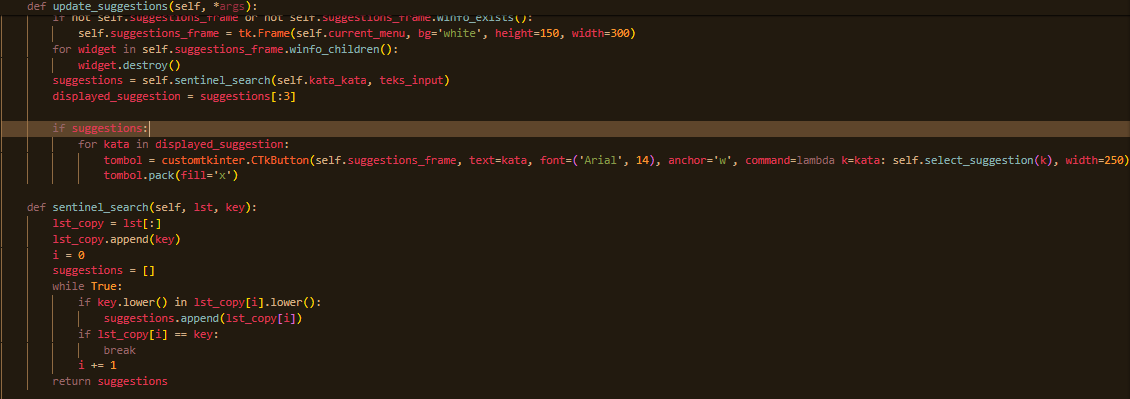 def update_suggestions(self, *args):
if not self.suggestions_frame or not self.suggestions_frame.winfo_exists():
self.suggestions_frame = tk.Frame(self.current_menu, bg='white', height=150, width=300)
for widget in self.suggestions_frame.winfo_children():
widget.destroy()
suggestions = self.sentinel_search(self.kata_kata, teks_input)
displayed_suggestion = suggestions[:3]
if suggestions:
for kata in displayed_suggestion:
tombol = customtkinter.CTkButton(self.suggestions_frame, text=kata, font=('Arial', 14), anchor='w', command=lambda k=kata: self.select_suggestion(k), width=250)
tombol.pack(fill='x')
def sentinel_search(self, lst, key):
lst_copy = lst[:]
lst_copy.append(key)
i = 0
suggestions = []
while True:
if key.lower() in lst_copy[i].lower():
suggestions.append(lst_copy[i])
if lst_copy[i] == key:
break
i += 1
return suggestions